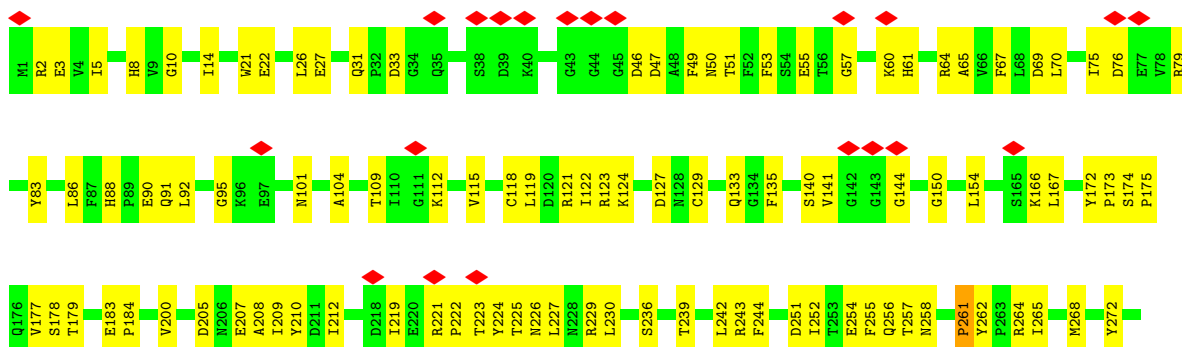 M1 R2 E3 V4 I5 H8 V9 G10 I14 W21 E22 L26 E27 Q31 P32 D33 G34 Q35 S38 D39 K40 G43 G44 G45 D46 D47 A48 F49 N50 T51 F52 F53 S54 E55 T56 G57 K60 H61 R64 A65 V66 F67 L68 D69 L70 I75 D76 E77 V78 R79
Y83 L86 F87 H88 P89 E90 Q91 L92 G95 K96 E97 N101 A104 T109 I110 G111 K112 V115 C118 L119 D120 R121 I122 R123 K124 D127 N128 C129 Q133 G134 F135 S140 V141 G142 G143 G144 G150 L154 S165 K166 L167 Y172 P173 S174 P175
Q176 V177 S178 T179 E183 P184 V200 D205 N206 E207 A208 I209 Y210 D211 I212 D218 I219 E220 R221 P222 T223 Y224 T225 N226 L227 N228 R229 L230 S236 T239 L242 R243 F244 D251 I252 T253 E254 F255 Q256 T257 N258 P261 Y262 P263 R264 I265 M268 Y272